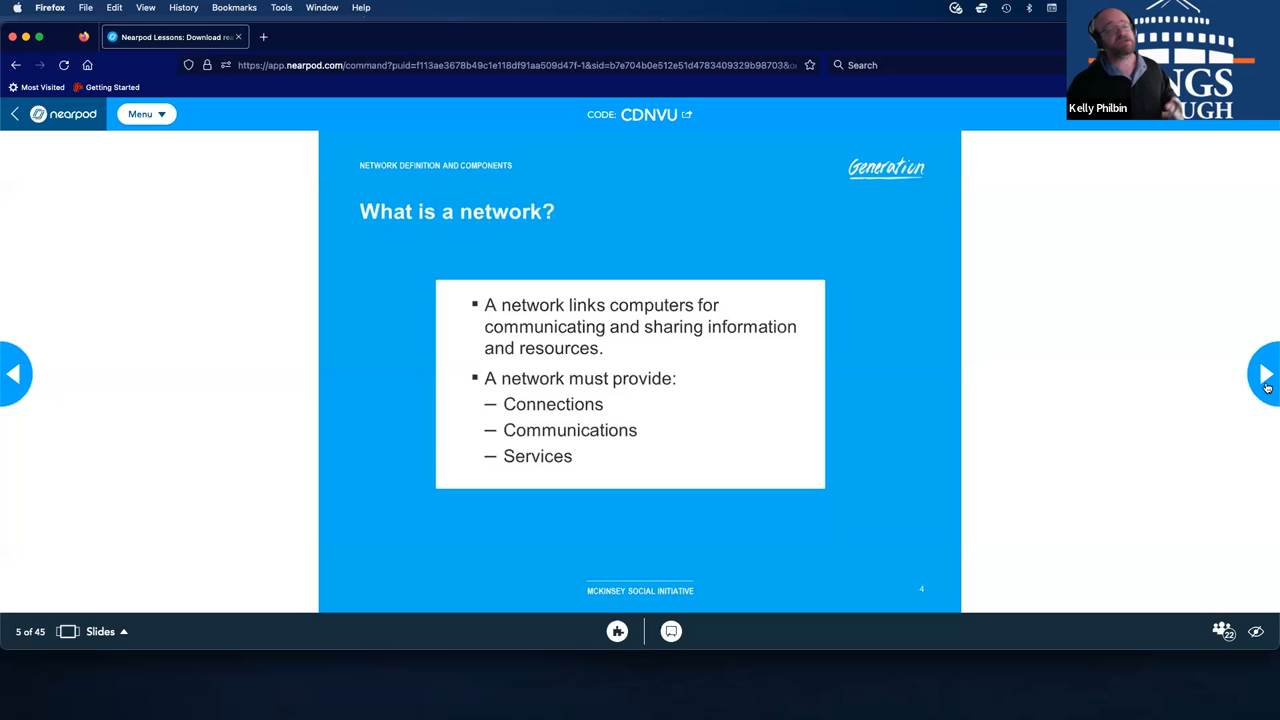 Firefox File Edit View History Bookmarks Tools Window Help
Nearpod Lessons: Download re
https://app.nearpod.com/command?puid=f113ae3678b49c1e118df91aa509d47f-1&sid=b7e704b0e512e51d4783409329b98703&
Search
Most Visited Getting Started
nearpod Menu CODE: CDNVU
NGS
OUGH
Kelly Philbin
NETWORK DEFINITION AND COMPONENTS
Generation
What is a network?
▪ A network links computers for
communicating and sharing information
and resources.
▪ A network must provide:
– Connections
– Communications
– Services
MCKINSEY SOCIAL INITIATIVE
4
5 of 45 Slides
22